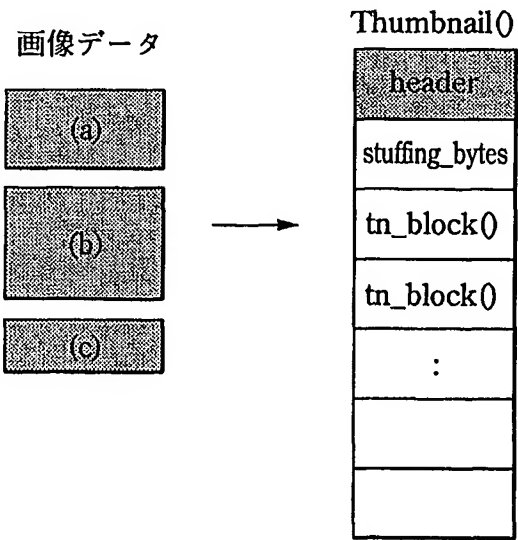 画像データ
(a)
(b)
(c)
Thumbnail()
header
stuffing_bytes
tn_block()
tn_block()
: